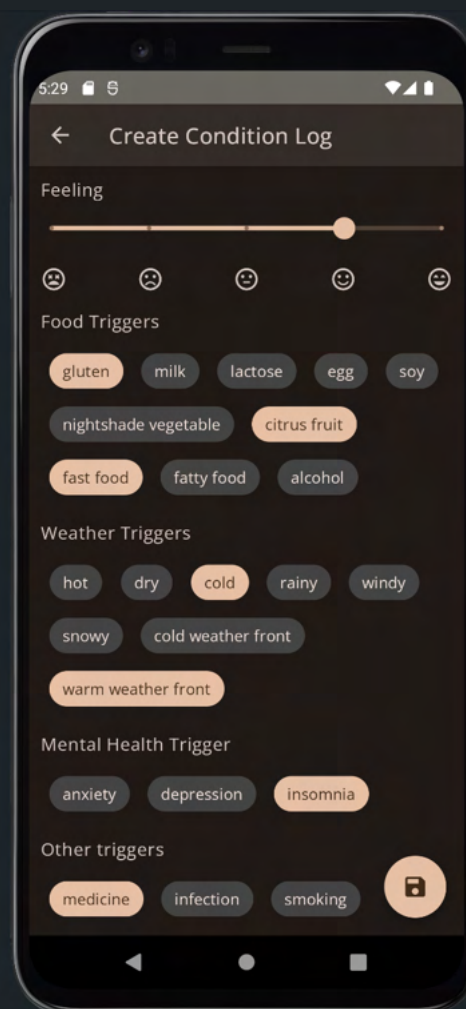 5:29
Create Condition Log
Feeling
Food Triggers
gluten milk lactose egg soy
nightshade vegetable citrus fruit
fast food fatty food alcohol
Weather Triggers
hot dry cold rainy windy
snowy cold weather front
warm weather front
Mental Health Trigger
anxiety depression insomnia
Other triggers
medicine infection smoking